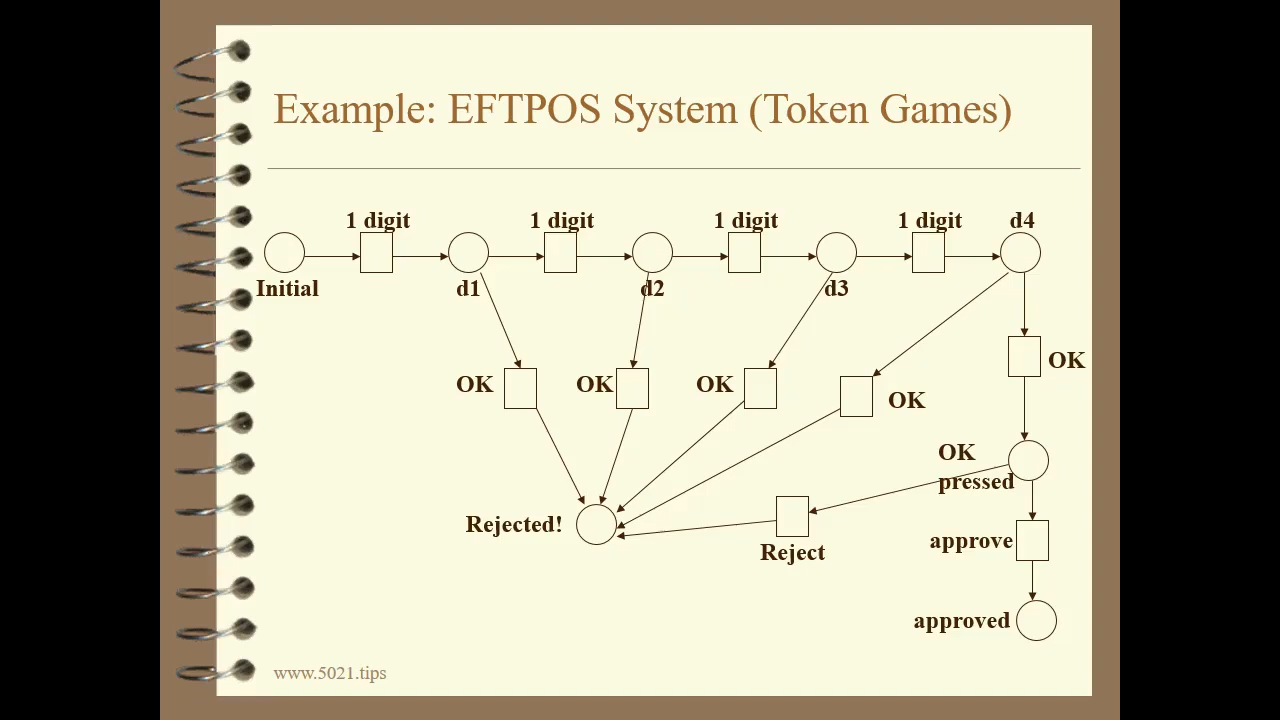 Example: EFTPOS System (Token Games)
1 digit
1 digit
1 digit
1 digit
d4
Initial
d1
d2
d3
OK
OK
OK
OK
OK
OK
pressed
Rejected!
Reject
approve
approved
www.5021.tips